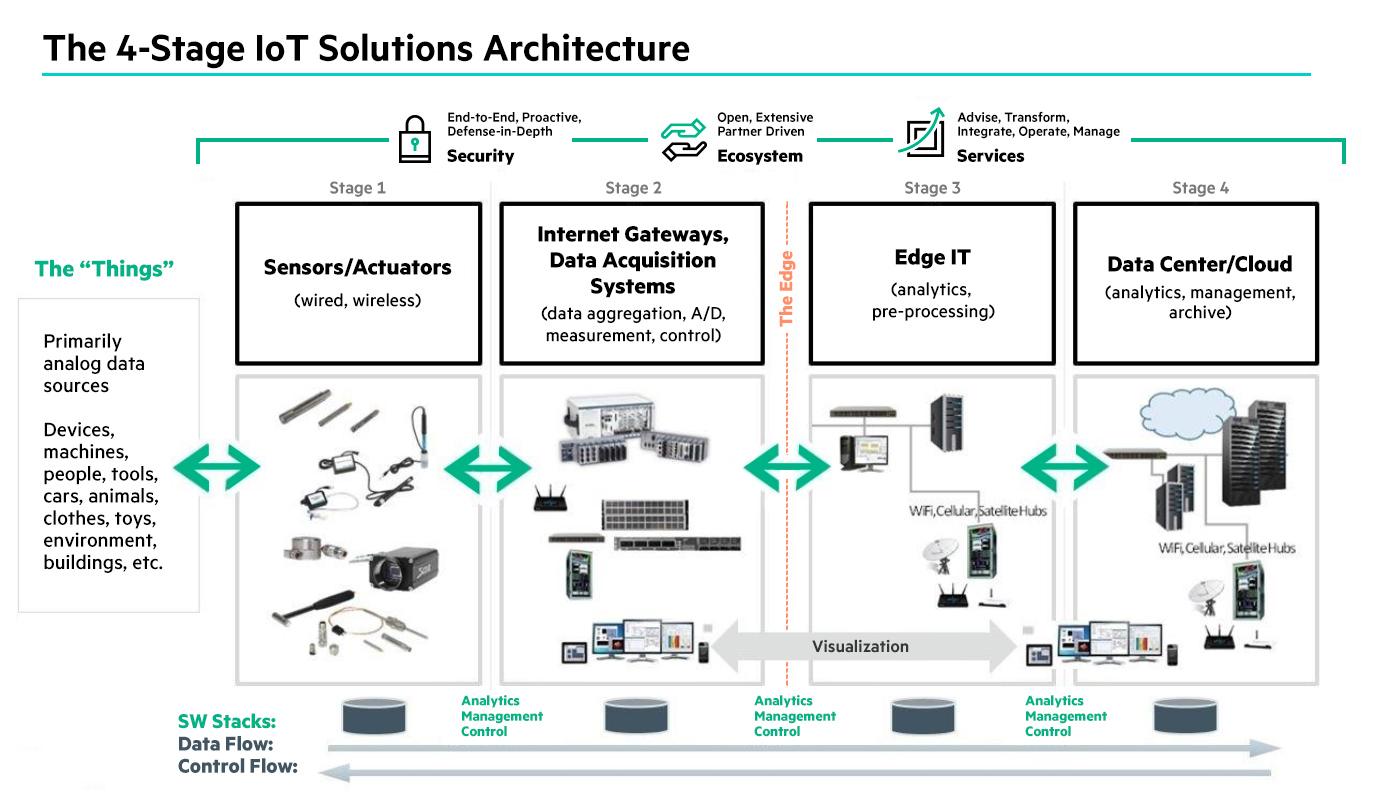 The 4-Stage IoT Solutions Architecture
End-to-End, Proactive,
Defense-in-Depth
Security
Open, Extensive
Partner Driven
Ecosystem
Advise, Transform,
Integrate, Operate, Manage
Services
Stage 1
Stage 2
Stage 3
Stage 4
The “Things”
Primarily
analog data
sources
Devices,
machines,
people, tools,
cars, animals,
clothes, toys,
environment,
buildings, etc.
Sensors/Actuators
(wired, wireless)
Internet Gateways,
Data Acquisition
Systems
(data aggregation, A/D,
measurement, control)
The Edge
Edge IT
(analytics,
pre-processing)
Data Center/Cloud
(analytics, management,
archive)
WiFi, Cellular, Satellite Hubs
WiFi, Cellular, Satellite Hubs
Visualization
SW Stacks:
Analytics
Management
Control
Analytics
Management
Control
Analytics
Management
Control
Data Flow:
Control Flow: